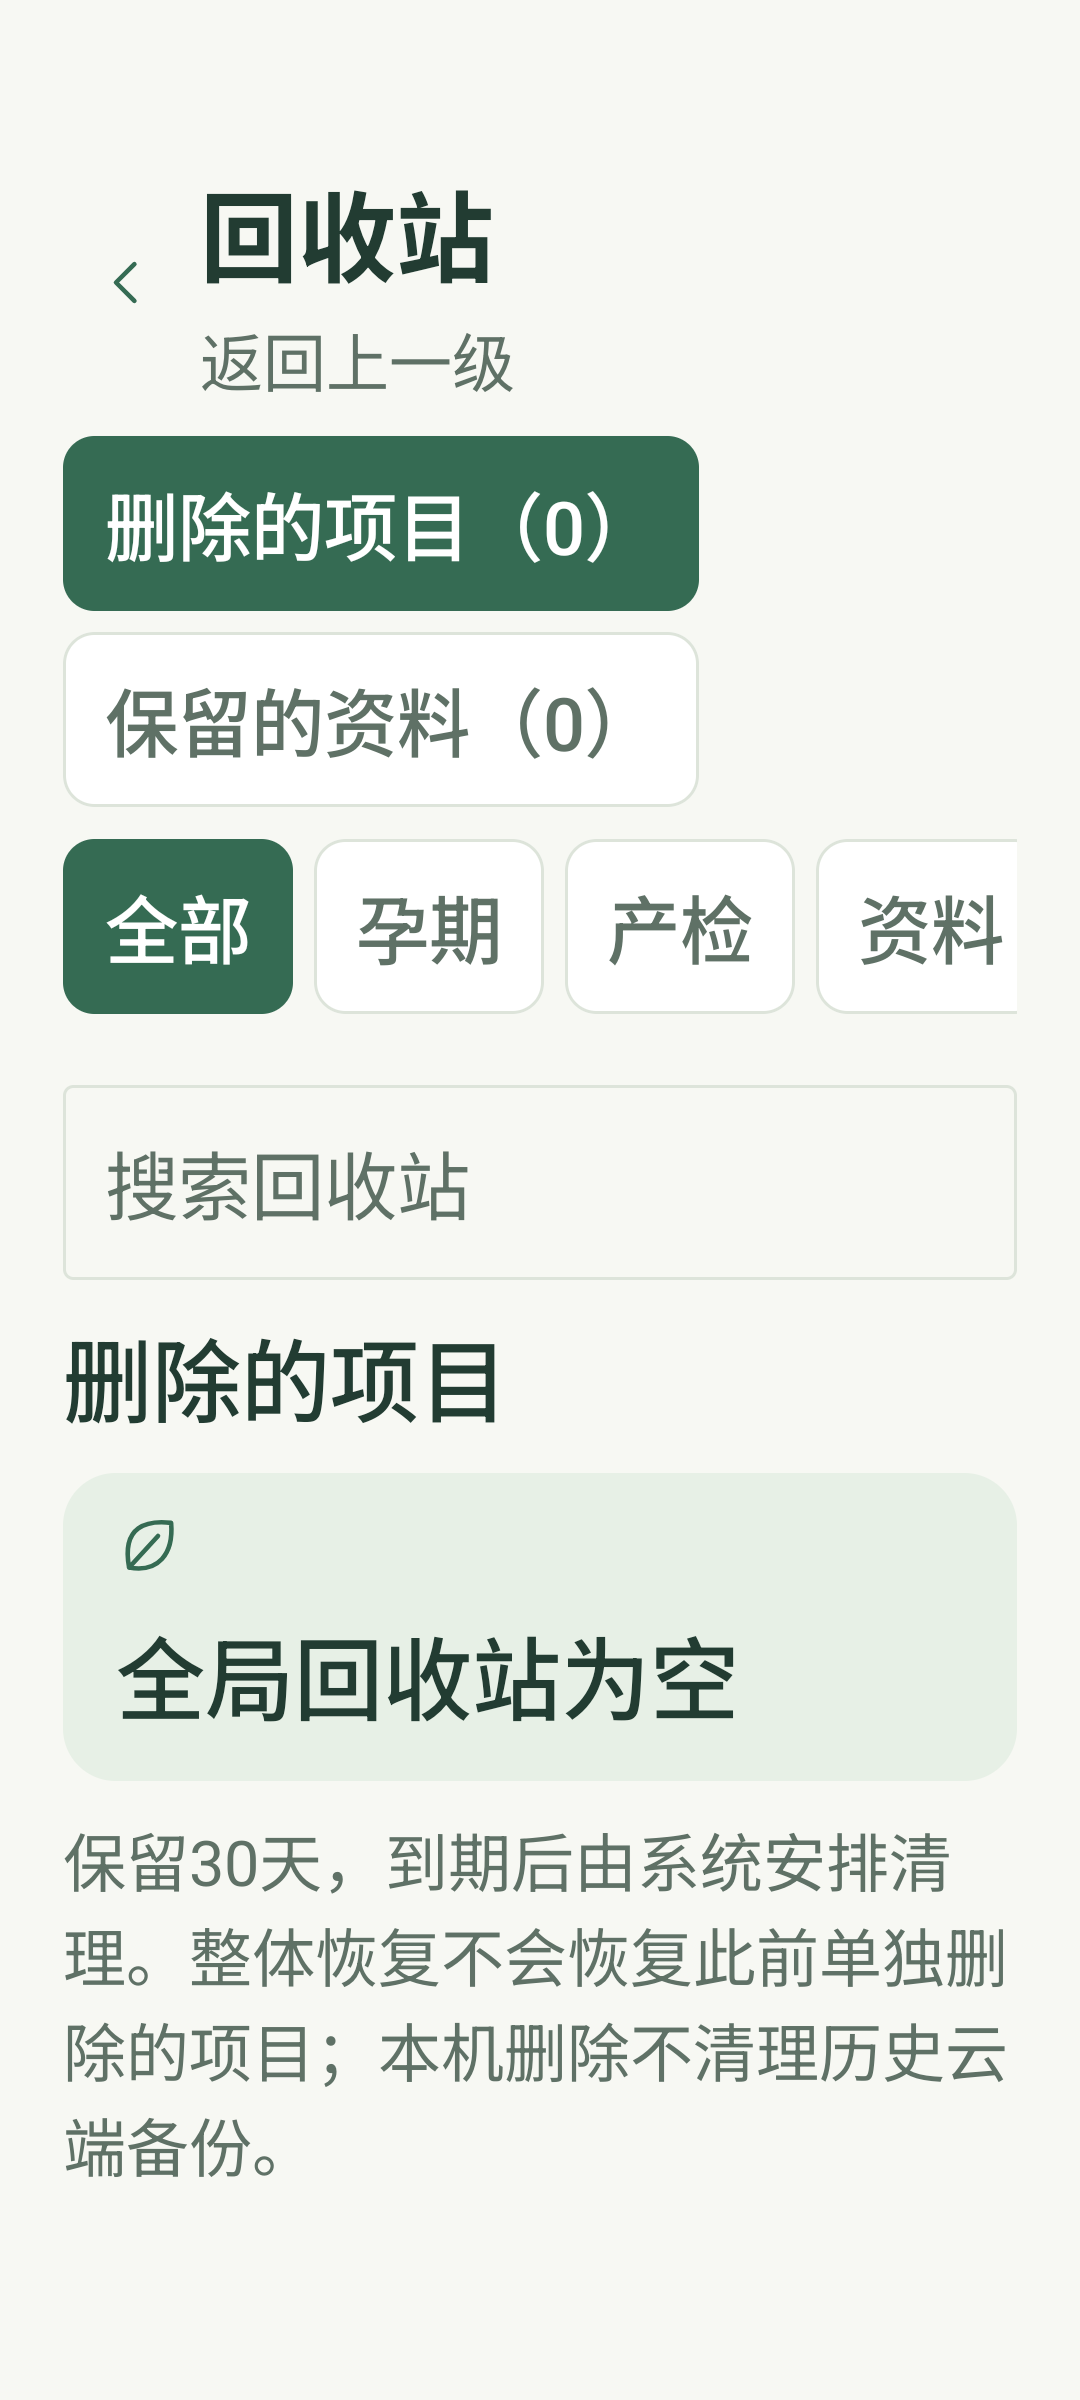 回收站
返回上一级
删除的项目（0）
保留的资料（0）
全部
孕期
产检
资料
搜索回收站
删除的项目
全局回收站为空
保留30天，到期后由系统安排清
理。整体恢复不会恢复此前单独删
除的项目；本机删除不清理历史云
端备份。